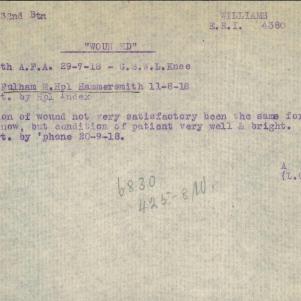 32nd Btn WILLIAMS
E.R.I. 4380
"WOUNDED"
th A.F.A. 29-7-18 - G.S.W.L.Knee
Fulham M.Hpl Hammersmith 11-8-18
t. by Hpl Index
on of wound not very satisfactory been the same for
now, but condition of patient very well & bright.
t. by 'phone 20-9-18.
A
(L.
6830